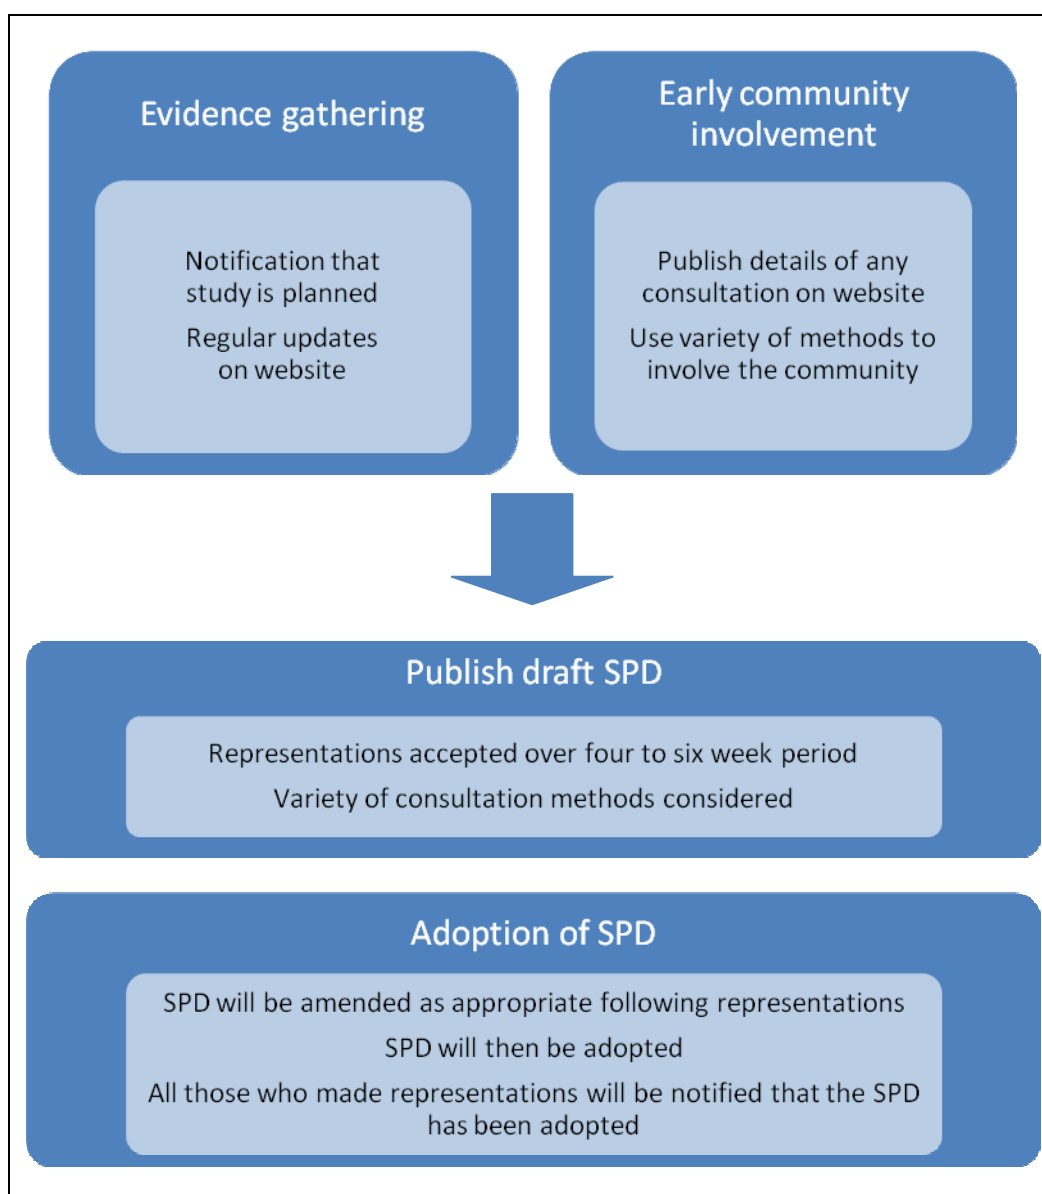 Evidence gathering
Notification that
study is planned
Regular updates
on website
Early community
involvement
Publish details of any
consultation on website
Use variety of methods to
involve the community
Publish draft SPD
Representations accepted over four to six week period
Variety of consultation methods considered
Adoption of SPD
SPD will be amended as appropriate following representations
SPD will then be adopted
All those who made representations will be notified that the SPD
has been adopted